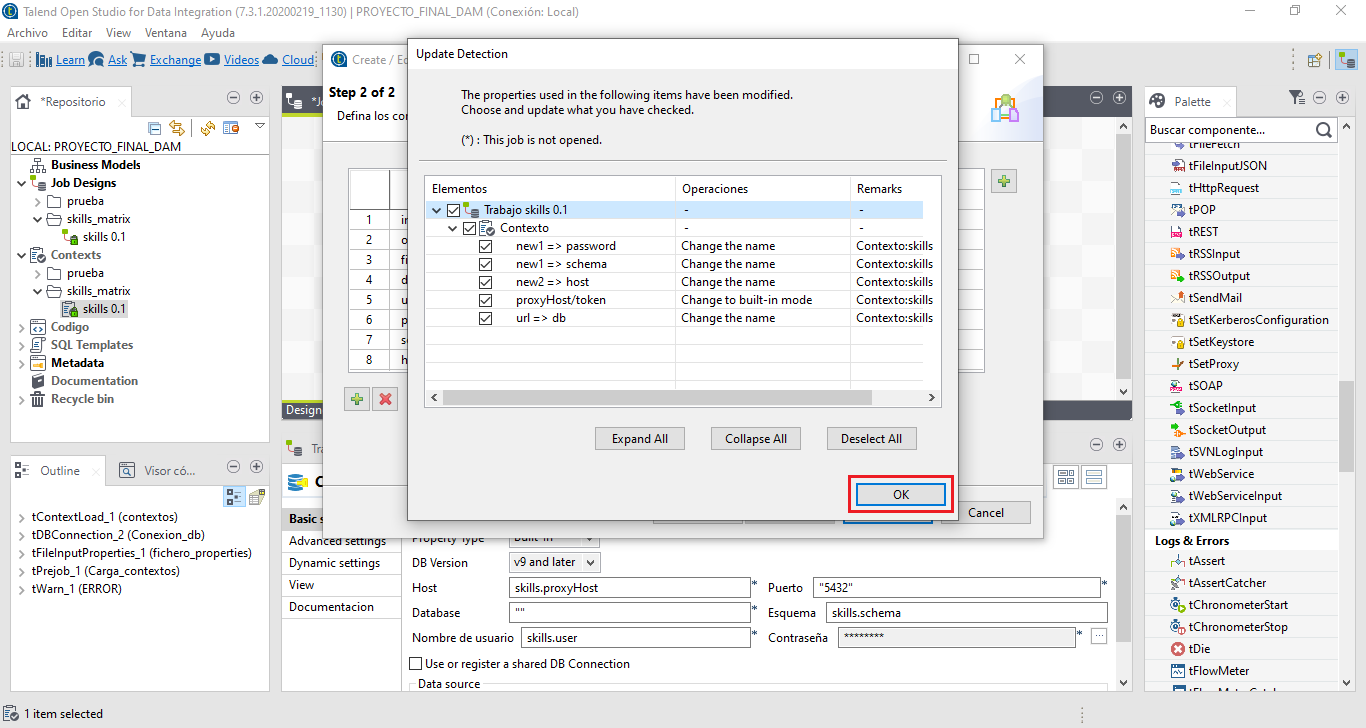 Talend Open Studio for Data Integration (7.3.1.20200219_1130) | PROYECTO_FINAL_DAM (Conexión: Local)
Archivo Editar View Ventana Ayuda
Learn Ask Exchange Videos Cloud
*Repositorio
LOCAL: PROYECTO_FINAL_DAM
Business Models
Job Designs
prueba
skills_matrix
skills 0.1
Contexts
prueba
skills_matrix
skills 0.1
Codigo
SQL Templates
Metadata
Documentation
Recycle bin
Outline
Visor có...
tContextLoad_1 (contextos)
tDBConnection_2 (Conexion_db)
tFileInputProperties_1 (fichero_properties)
tPrejob_1 (Carga_contextos)
tWarn_1 (ERROR)
1 item selected
Create / Ed
Step 2 of 2
Defina los co
1
2
3
4
5
6
7
8
Cancel
Update Detection
The properties used in the following items have been modified.
Choose and update what you have checked.
(*) : This job is not opened.
Elementos Operaciones Remarks
Trabajo skills 0.1 - -
Contexto - -
new1 => password Change the name Contexto:skills
new1 => schema Change the name Contexto:skills
new2 => host Change the name Contexto:skills
proxyHost/token Change to built-in mode Contexto:skills
url => db Change the name Contexto:skills
Expand All Collapse All Deselect All
OK
Design
Basic s
Advanced settings
Dynamic settings
View
Documentacion
Property Type Built-In
DB Version v9 and later
Host skills.proxyHost * Puerto "5432" *
Database "" * Esquema skills.schema
Nombre de usuario skills.user * Contraseña ******** * ...
Use or register a shared DB Connection
Data source
Palette
Buscar componente...
tFileFetch
tFileInputJSON
tHttpRequest
tPOP
tREST
tRSSInput
tRSSOutput
tSendMail
tSetKerberosConfiguration
tSetKeystore
tSetProxy
tSOAP
tSocketInput
tSocketOutput
tSVNLogInput
tWebService
tWebServiceInput
tXMLRPCInput
Logs & Errors
tAssert
tAssertCatcher
tChronometerStart
tChronometerStop
tDie
tFlowMeter